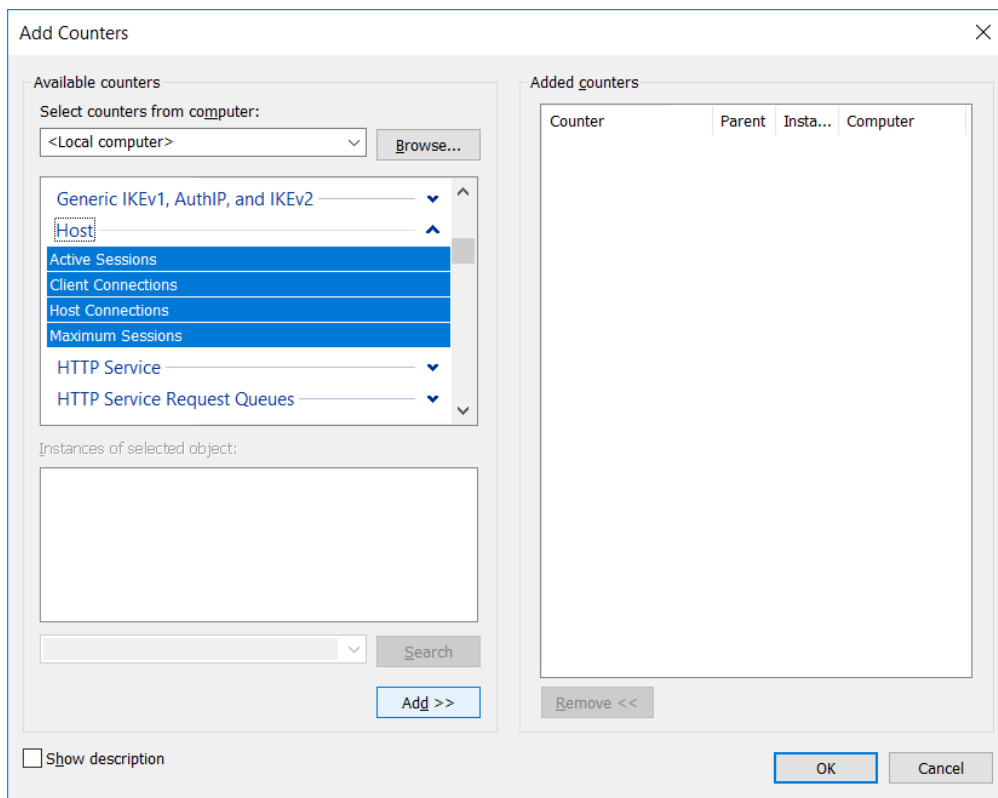 Add Counters
Available counters
Select counters from computer:
<Local computer>
Browse...
Generic IKEv1, AuthIP, and IKEv2
Host
Active Sessions
Client Connections
Host Connections
Maximum Sessions
HTTP Service
HTTP Service Request Queues
Instances of selected object:
Search
Add >>
Show description
Added counters
Counter Parent Insta... Computer
Remove <<
OK Cancel